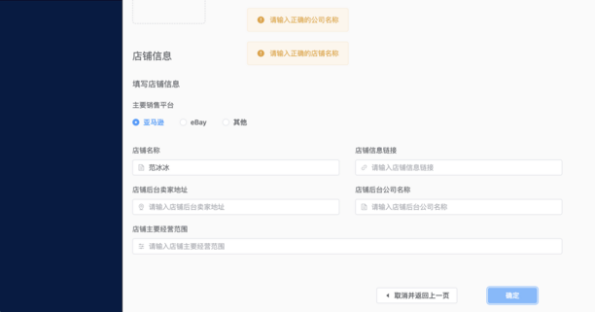 请输入正确的公司名称
店铺信息
请输入正确的店铺名称
填写店铺信息
主要销售平台
亚马逊 eBay 其他
店铺名称 店铺信息链接
范冰冰 请输入店铺信息链接
店铺后台卖家地址 店铺后台公司名称
请输入店铺后台卖家地址 请输入店铺后台公司名称
店铺主要经营范围
请输入店铺主要经营范围
取消并返回上一页 确定